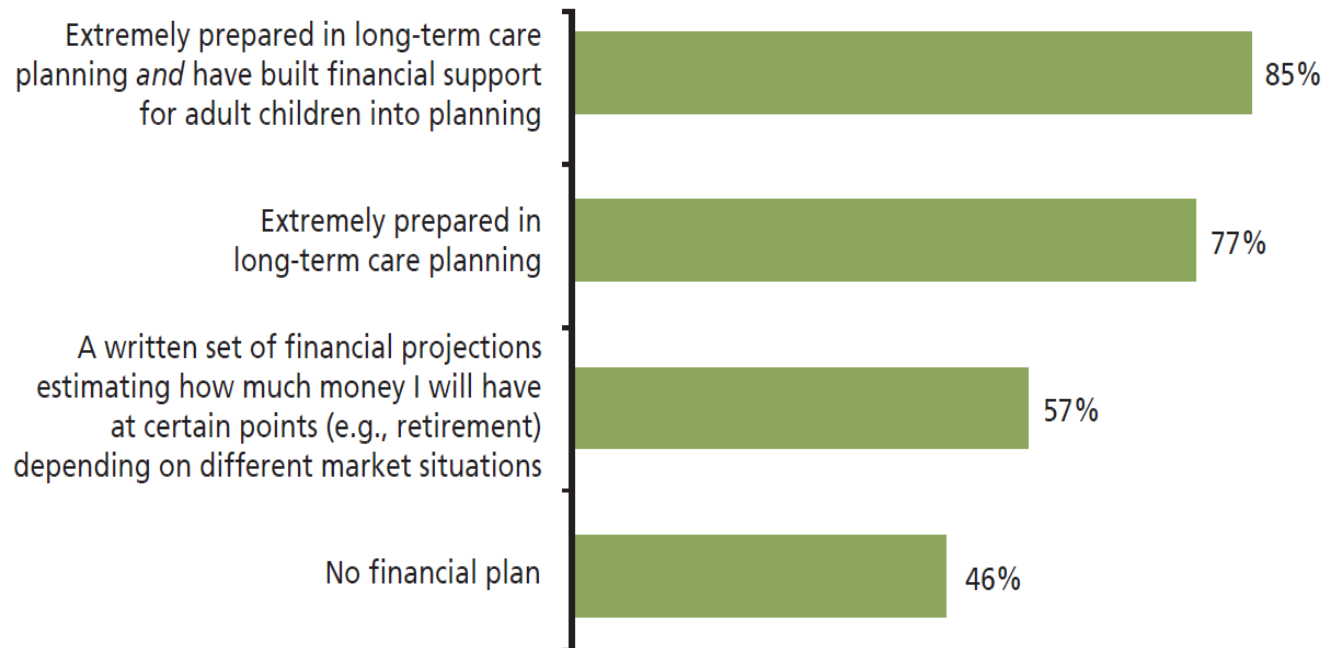 Extremely prepared in long-term care
planning and have built financial support
for adult children into planning
85%
Extremely prepared in
long-term care planning
77%
A written set of financial projections
estimating how much money I will have
at certain points (e.g., retirement)
depending on different market situations
57%
No financial plan
46%